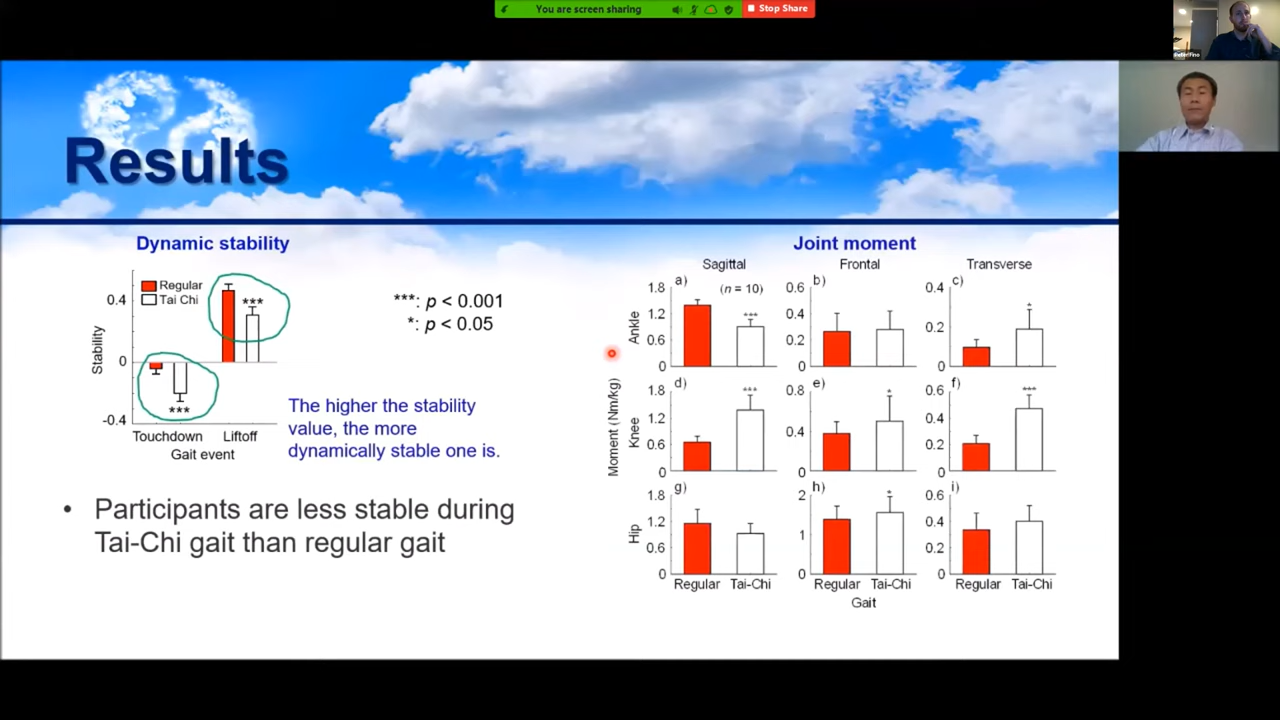 You are screen sharing
Stop Share
Results
Dynamic stability
Regular
Tai Chi
Stability
0.4
0
-0.4
***
***
Touchdown
Liftoff
Gait event
***: p < 0.001
*: p < 0.05
The higher the stability
value, the more
dynamically stable one is.
• Participants are less stable during
Tai-Chi gait than regular gait
Joint moment
Sagittal
Frontal
Transverse
Moment (Nm/kg)
Ankle
a)
(n = 10)
1.8
1.2
0.6
0
***
b)
0.6
0.4
0.2
0
c)
0.4
0.2
0
*
Knee
d)
1.8
1.2
0.6
0
***
e)
0.8
0.4
0
*
f)
0.6
0.4
0.2
0
***
Hip
g)
1.8
1.2
0.6
0
h)
2
1
0
*
i)
0.6
0.4
0.2
0
Regular Tai-Chi
Regular Tai-Chi
Regular Tai-Chi
Gait